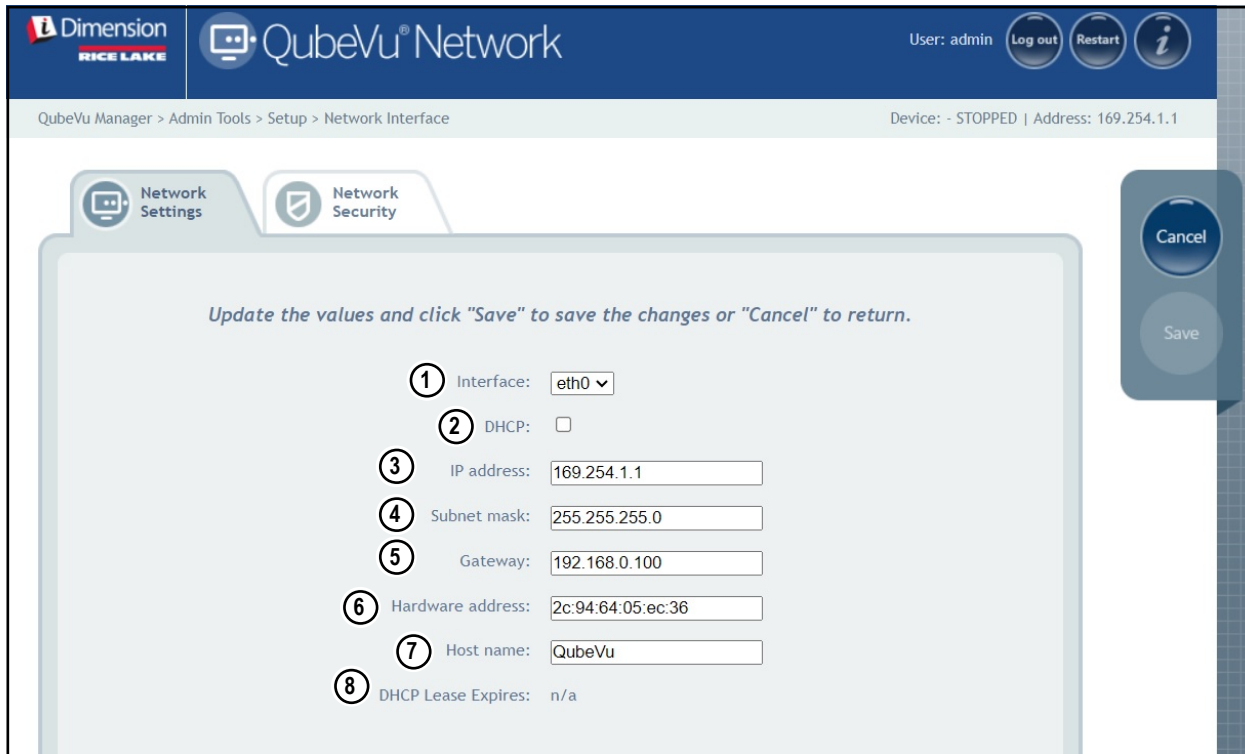 i Dimension
RICE LAKE
QubeVu® Network
User: admin
Log out
Restart
i
QubeVu Manager > Admin Tools > Setup > Network Interface
Device: - STOPPED | Address: 169.254.1.1
Network
Settings
Network
Security
Cancel
Save
Update the values and click "Save" to save the changes or "Cancel" to return.
1 Interface: eth0
2 DHCP:
3 IP address: 169.254.1.1
4 Subnet mask: 255.255.255.0
5 Gateway: 192.168.0.100
6 Hardware address: 2c:94:64:05:ec:36
7 Host name: QubeVu
8 DHCP Lease Expires: n/a